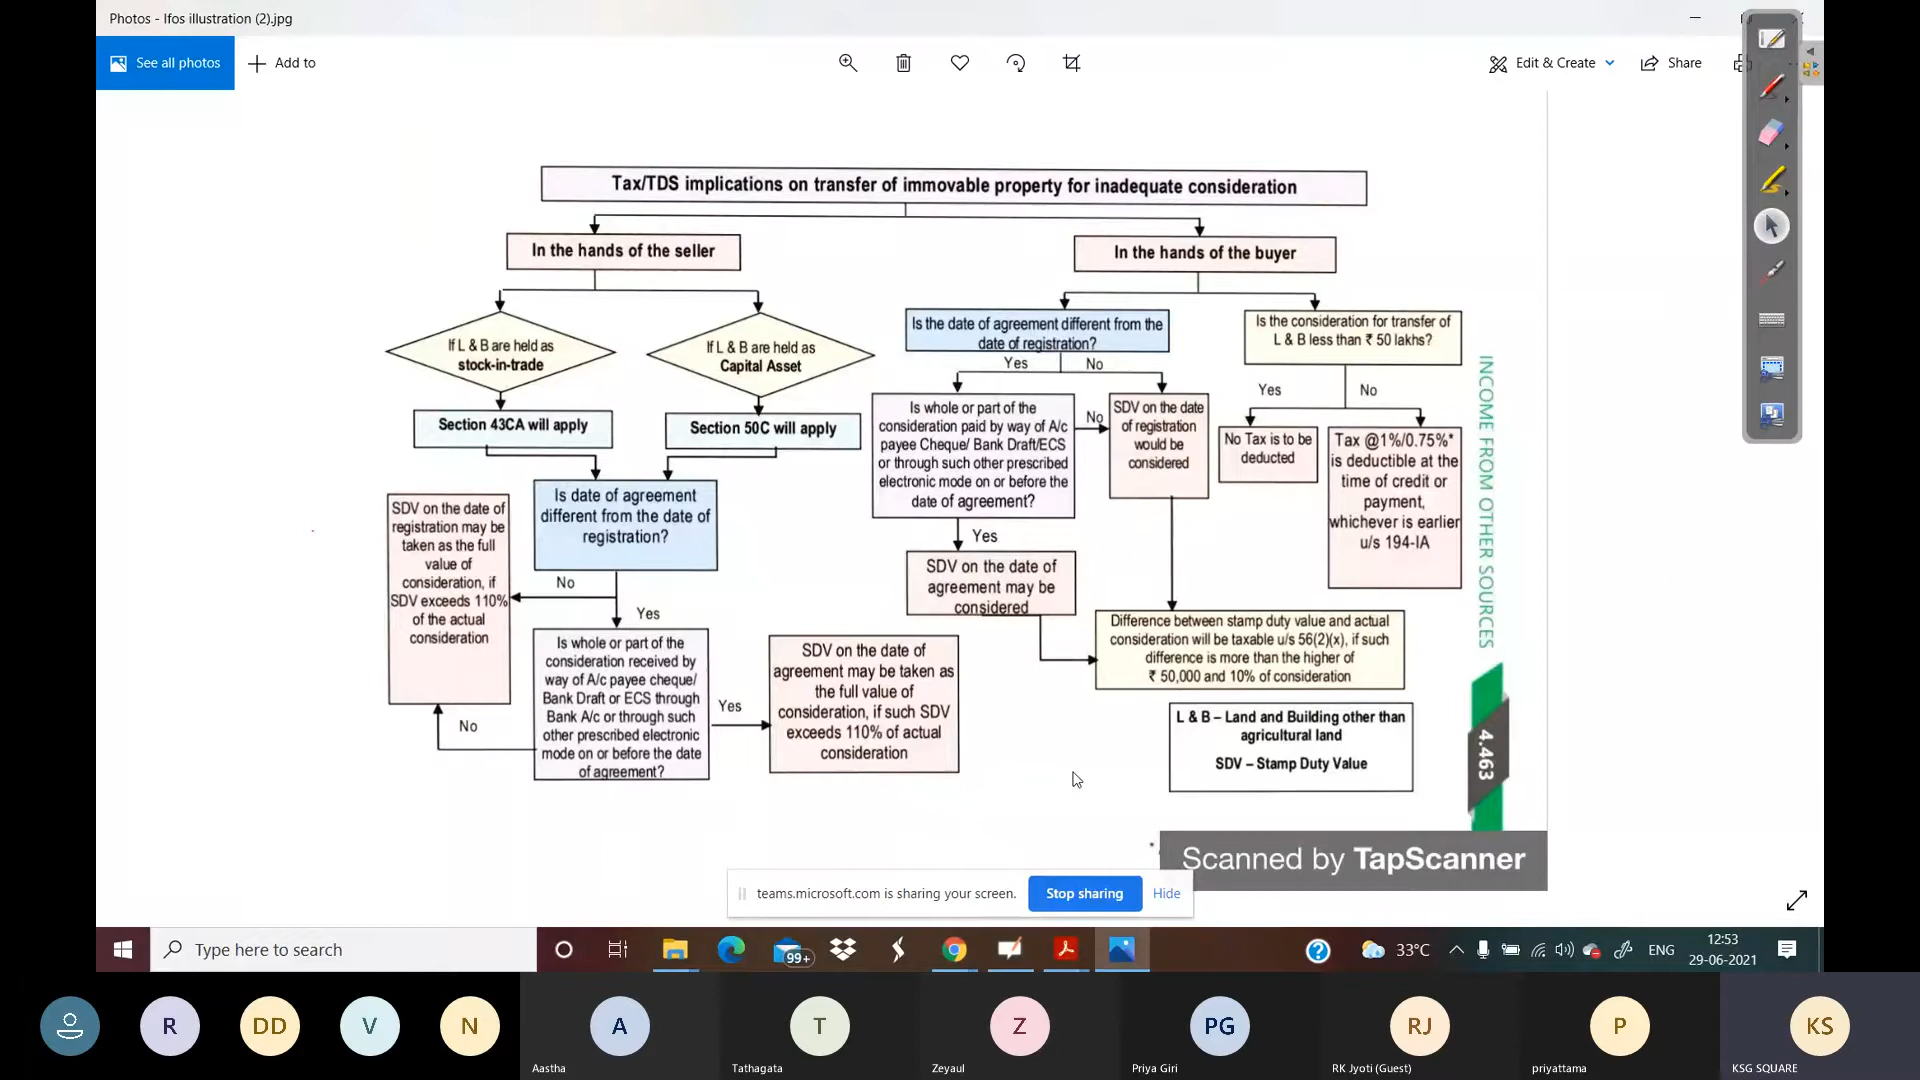 Photos - Ifos illustration (2).jpg
See all photos
Add to
Edit & Create
Share
Tax/TDS implications on transfer of immovable property for inadequate consideration
In the hands of the seller
In the hands of the buyer
If L & B are held as
stock-in-trade
If L & B are held as
Capital Asset
Section 43CA will apply
Section 50C will apply
Is date of agreement
different from the date of
registration?
No
Yes
SDV on the date of
registration may be
taken as the full
value of
consideration, if
SDV exceeds 110%
of the actual
consideration
Is whole or part of the
consideration received by
way of A/c payee cheque/
Bank Draft or ECS through
Bank A/c or through such
other prescribed electronic
mode on or before the date
of agreement?
No
Yes
SDV on the date of
agreement may be taken as
the full value of
consideration, if such SDV
exceeds 110% of actual
consideration
Is the date of agreement different from the
date of registration?
Yes
No
Is whole or part of the
consideration paid by way of A/c
payee Cheque/ Bank Draft/ECS
or through such other prescribed
electronic mode on or before the
date of agreement?
No
SDV on the date
of registration
would be
considered
Yes
SDV on the date of
agreement may be
considered
Is the consideration for transfer of
L & B less than ₹ 50 lakhs?
Yes
No
No Tax is to be
deducted
Tax @1%/0.75%*
is deductible at the
time of credit or
payment,
whichever is earlier
u/s 194-IA
Difference between stamp duty value and actual
consideration will be taxable u/s 56(2)(x), if such
difference is more than the higher of
₹ 50,000 and 10% of consideration
L & B – Land and Building other than
agricultural land
SDV – Stamp Duty Value
INCOME FROM OTHER SOURCES
4.463
*
Scanned by TapScanner
teams.microsoft.com is sharing your screen.
Stop sharing
Hide
Type here to search
99+
33°C
ENG
12:53
29-06-2021
R
DD
V
N
A
T
Z
PG
RJ
P
KS
Aastha
Tathagata
Zeyaul
Priya Giri
RK Jyoti (Guest)
priyattama
KSG SQUARE